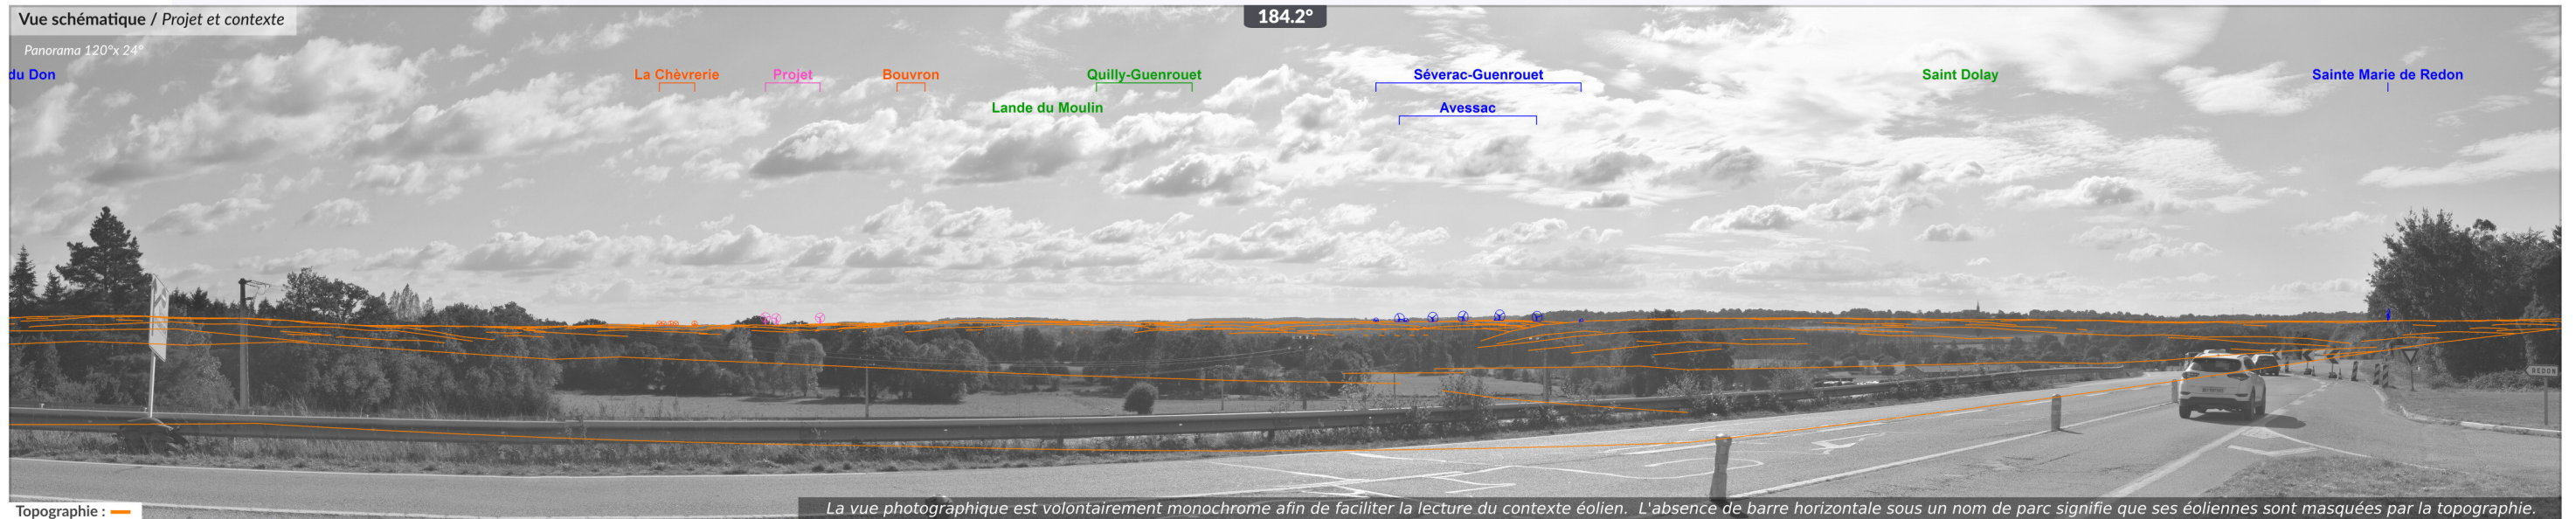 Vue schématique / Projet et contexte
184.2°
Panorama 120°x 24°
du Don
La Chèvrerie
Projet
Bouvron
Quilly-Guenrouet
Séverac-Guenrouet
Saint Dolay
Sainte Marie de Redon
Lande du Moulin
Avessac
REDON
Topographie :
La vue photographique est volontairement monochrome afin de faciliter la lecture du contexte éolien. L'absence de barre horizontale sous un nom de parc signifie que ses éoliennes sont masquées par la topographie.